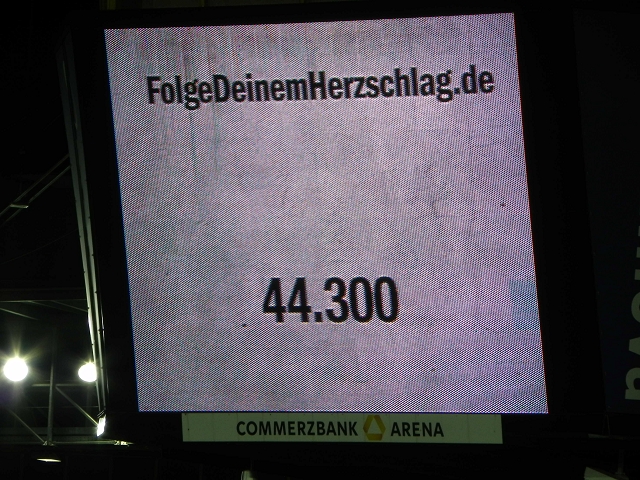 FolgeDeinemHerzschlag.de
44.300
COMMERZBANK ARENA